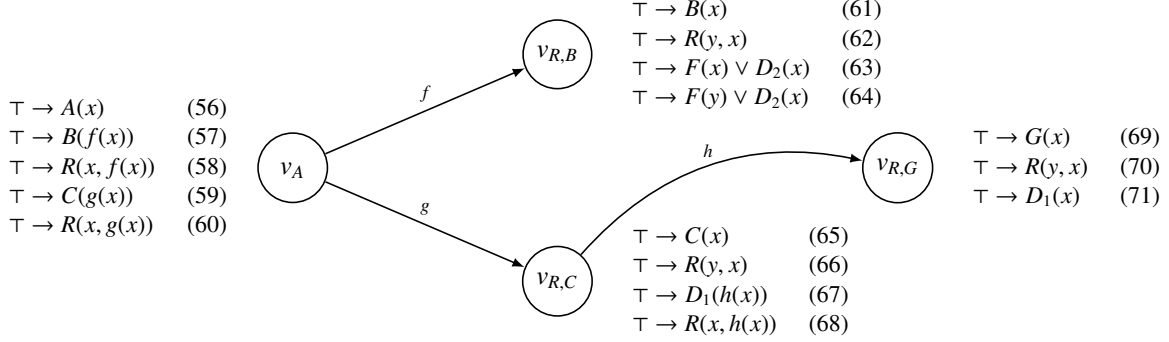 ⊤ → B(x) (61)
⊤ → R(y, x) (62)
⊤ → F(x) ∨ D₂(x) (63)
⊤ → F(y) ∨ D₂(x) (64)
v_{R,B}
f
⊤ → A(x) (56)
⊤ → B(f(x)) (57)
⊤ → R(x, f(x)) (58)
⊤ → C(g(x)) (59)
⊤ → R(x, g(x)) (60)
v_A
g
h
v_{R,G}
⊤ → G(x) (69)
⊤ → R(y, x) (70)
⊤ → D₁(x) (71)
v_{R,C}
⊤ → C(x) (65)
⊤ → R(y, x) (66)
⊤ → D₁(h(x)) (67)
⊤ → R(x, h(x)) (68)